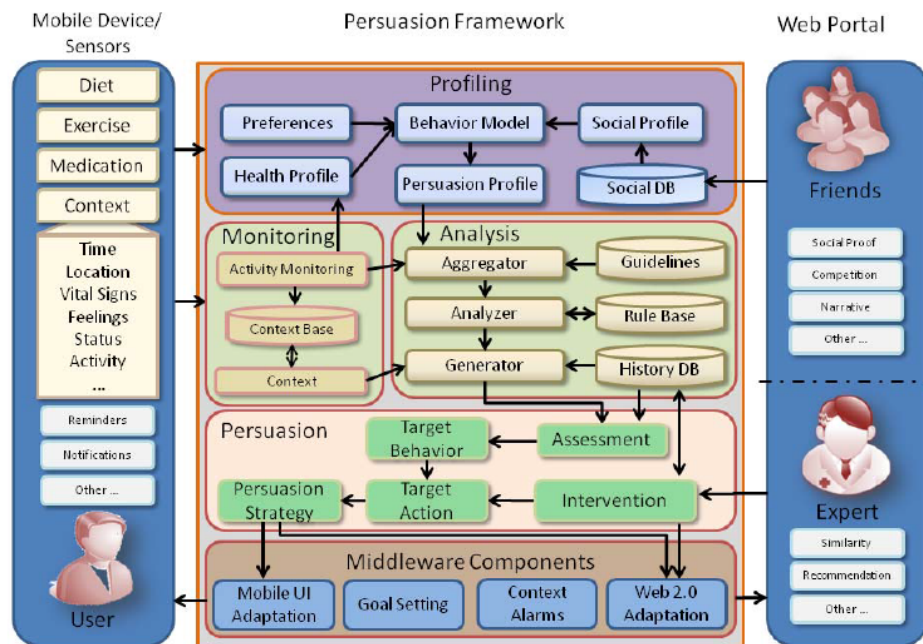 Mobile Device/
Sensors
Persuasion Framework
Web Portal
Diet
Exercise
Medication
Context
Time
Location
Vital Signs
Feelings
Status
Activity
...
Reminders
Notifications
Other ...
User
Profiling
Preferences
Behavior Model
Social Profile
Health Profile
Persuasion Profile
Social DB
Monitoring
Activity Monitoring
Context Base
Context
Analysis
Aggregator
Guidelines
Analyzer
Rule Base
Generator
History DB
Persuasion
Target
Behavior
Assessment
Persuasion
Strategy
Target
Action
Intervention
Middleware Components
Mobile UI
Adaptation
Goal Setting
Context
Alarms
Web 2.0
Adaptation
Friends
Social Proof
Competition
Narrative
Other ...
Expert
Similarity
Recommendation
Other ...